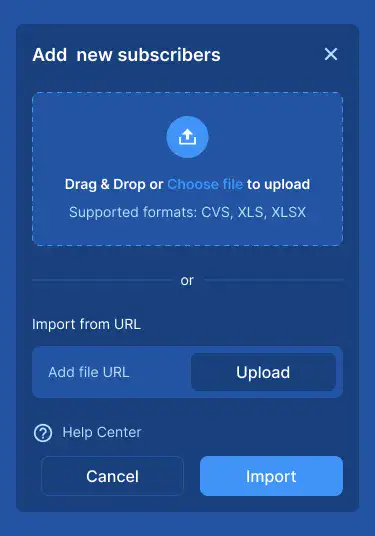 Add new subscribers
Drag & Drop or Choose file to upload
Supported formats: CVS, XLS, XLSX
or
Import from URL
Add file URL
Upload
Help Center
Cancel
Import